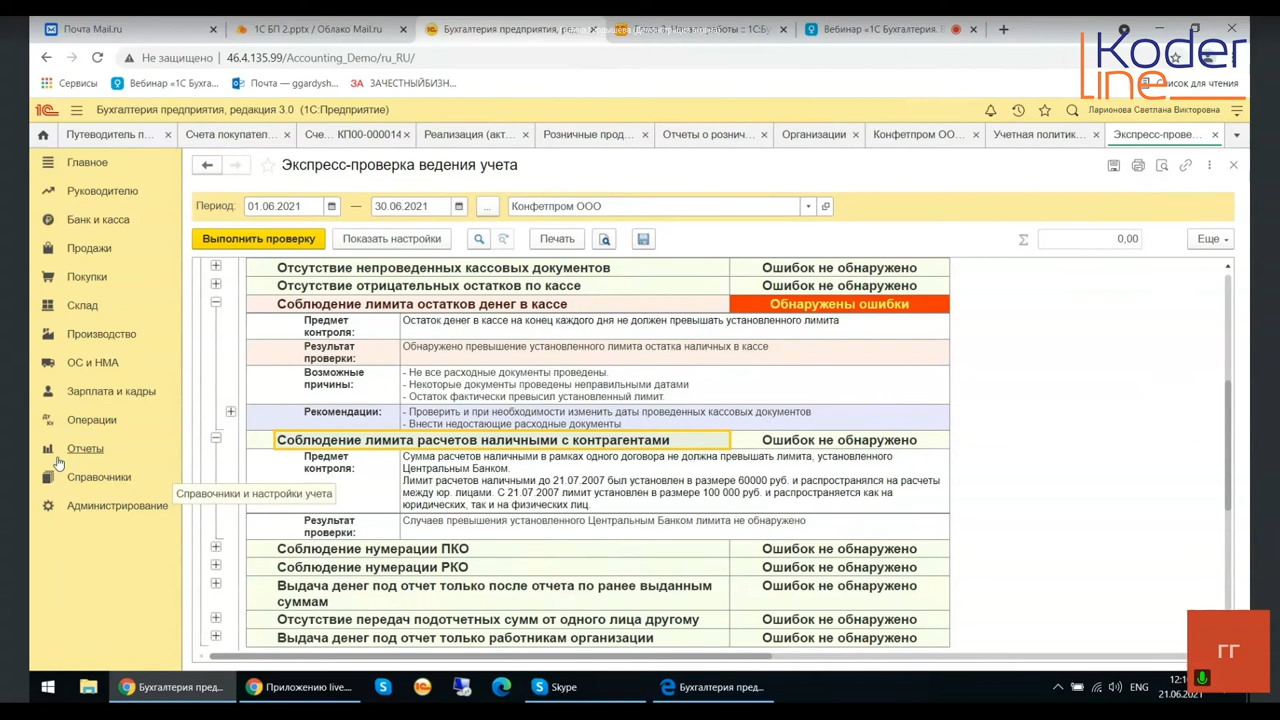 Почта Mail.ru
1С БП 2.pptx / Облако Mail.ru
Бухгалтерия предприятия,
Вебинар «1С Бухгалтерия.
Не защищено
46.4.135.99/Accounting_Demo/ru_RU/
Koder
line
Сервисы
Вебинар «1С Бухга...
Почта — ggardysh...
ЗАЧЕСТНЫЙБИЗН...
Список для чтения
Бухгалтерия предприятия, редакция 3.0 (1С:Предприятие)
Ларионова Светлана Викторовна
Путеводитель п...
Счета покупател...
Сче... КП00-000014
Реализация (акт...
Розничные прод...
Отчеты о рознич...
Организации
Конфетпром О...
Учетная политик...
Экспресс-прове...
Главное
Руководителю
Банк и касса
Продажи
Покупки
Склад
Производство
ОС и НМА
Зарплата и кадры
Операции
Отчеты
Справочники
Администрирование
Справочники и настройки учета
Экспресс-проверка ведения учета
Период:
01.06.2021
—
30.06.2021
...
Конфетпром ООО
Выполнить проверку
Показать настройки
Печать
Σ
0,00
Еще
Отсутствие непроведенных кассовых документов
Ошибок не обнаружено
Отсутствие отрицательных остатков по кассе
Ошибок не обнаружено
Соблюдение лимита остатков денег в кассе
Обнаружены ошибки
Предмет контроля:
Остаток денег в кассе на конец каждого дня не должен превышать установленного лимита
Результат проверки:
Обнаружено превышение установленного лимита остатка наличных в кассе
Возможные причины:
- Не все расходные документы проведены.
- Некоторые документы проведены неправильными датами
- Остаток фактически превысил установленный лимит.
Рекомендации:
- Проверить и при необходимости изменить даты проведенных кассовых документов
- Внести недостающие расходные документы
Соблюдение лимита расчетов наличными с контрагентами
Ошибок не обнаружено
Предмет контроля:
Сумма расчетов наличными в рамках одного договора не должна превышать лимита, установленного
Центральным Банком.
Лимит расчетов наличными до 21.07.2007 был установлен в размере 60000 руб. и распространялся на расчеты
между юр. лицами. С 21.07.2007 лимит установлен в размере 100 000 руб. и распространяется как на
юридических, так и на физических лиц.
Результат проверки:
Случаев превышения установленного Центральным Банком лимита не обнаружено
Соблюдение нумерации ПКО
Ошибок не обнаружено
Соблюдение нумерации РКО
Ошибок не обнаружено
Выдача денег под отчет только после отчета по ранее выданным
суммам
Ошибок не обнаружено
Отсутствие передач подотчетных сумм от одного лица другому
Ошибок не обнаружено
Выдача денег под отчет только работникам организации
Ошибок не обнаружено
ГГ
Бухгалтерия пред...
Приложению live....
Skype
Бухгалтерия пред...
ENG
21.06.2021